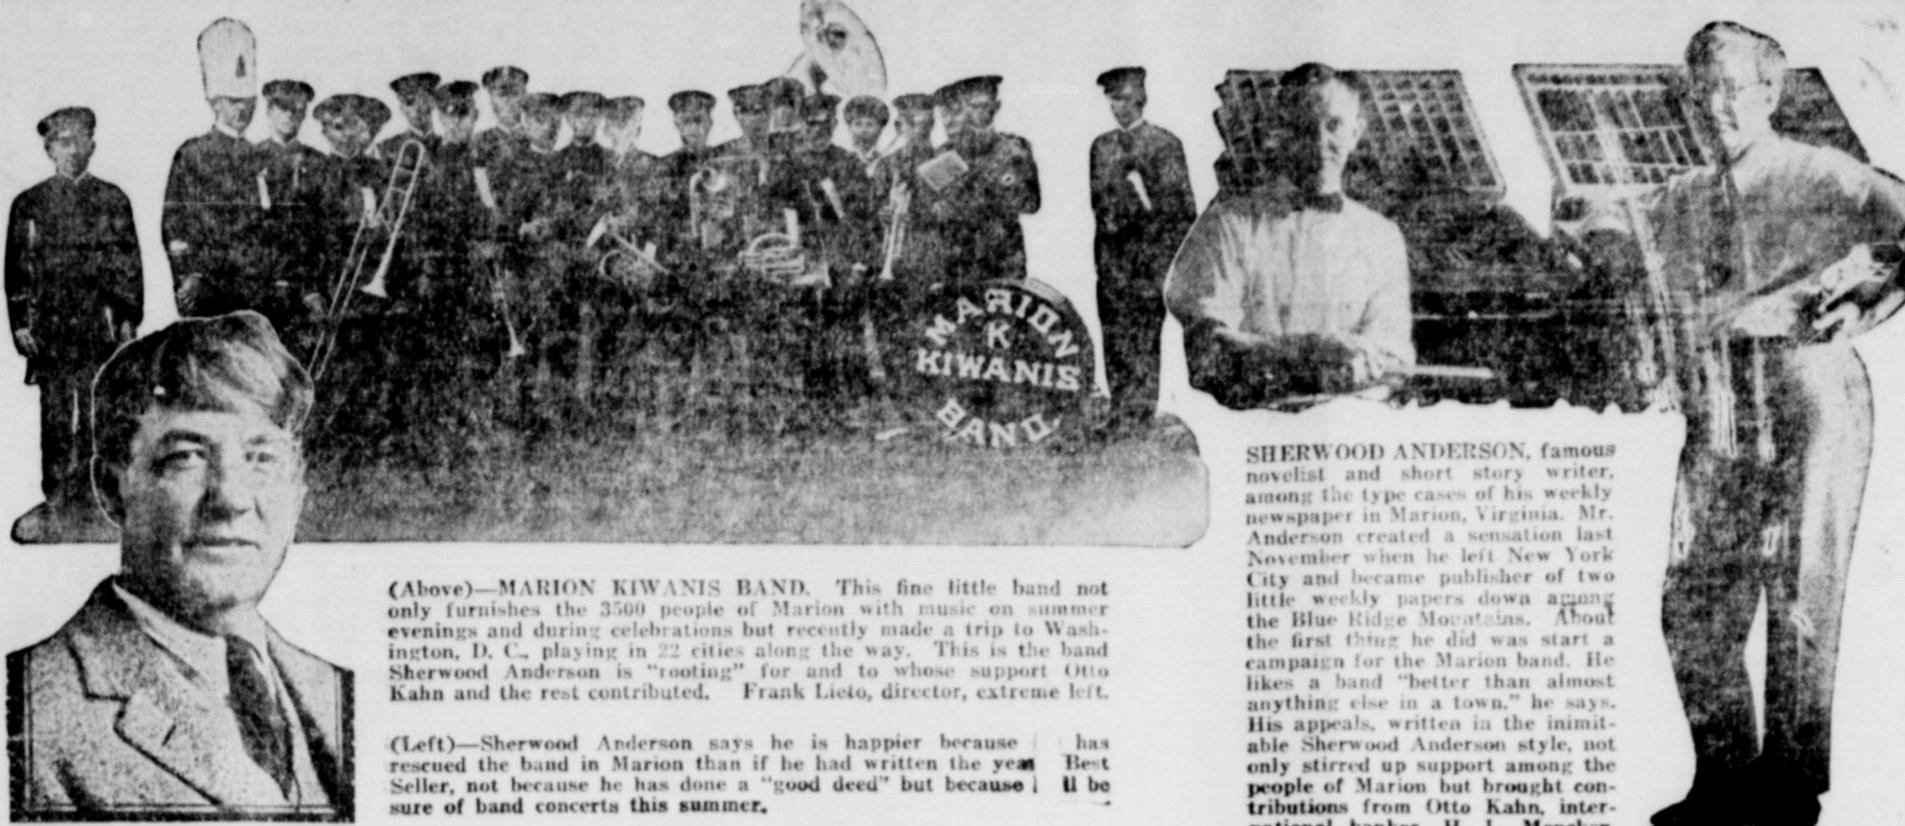 MARION
K
KIWANIS
BAND
(Above)—MARION KIWANIS BAND. This fine little band not
only furnishes the 3500 people of Marion with music on summer
evenings and during celebrations but recently made a trip to Wash-
ington, D. C., playing in 22 cities along the way. This is the band
Sherwood Anderson is "rooting" for and to whose support Otto
Kahn and the rest contributed. Frank Lieto, director, extreme left.
(Left)—Sherwood Anderson says he is happier because has
rescued the band in Marion than if he had written the year Best
Seller, not because he has done a "good deed" but because ll be
sure of band concerts this summer.
SHERWOOD ANDERSON, famous
novelist and short story writer,
among the type cases of his weekly
newspaper in Marion, Virginia. Mr.
Anderson created a sensation last
November when he left New York
City and became publisher of two
little weekly papers down among
the Blue Ridge Mountains. About
the first thing he did was start a
campaign for the Marion band. He
likes a band "better than almost
anything else in a town," he says.
His appeals, written in the inimit-
able Sherwood Anderson style, not
only stirred up support among the
people of Marion but brought con-
tributions from Otto Kahn, inter-
national banker, H. L. Mencken,